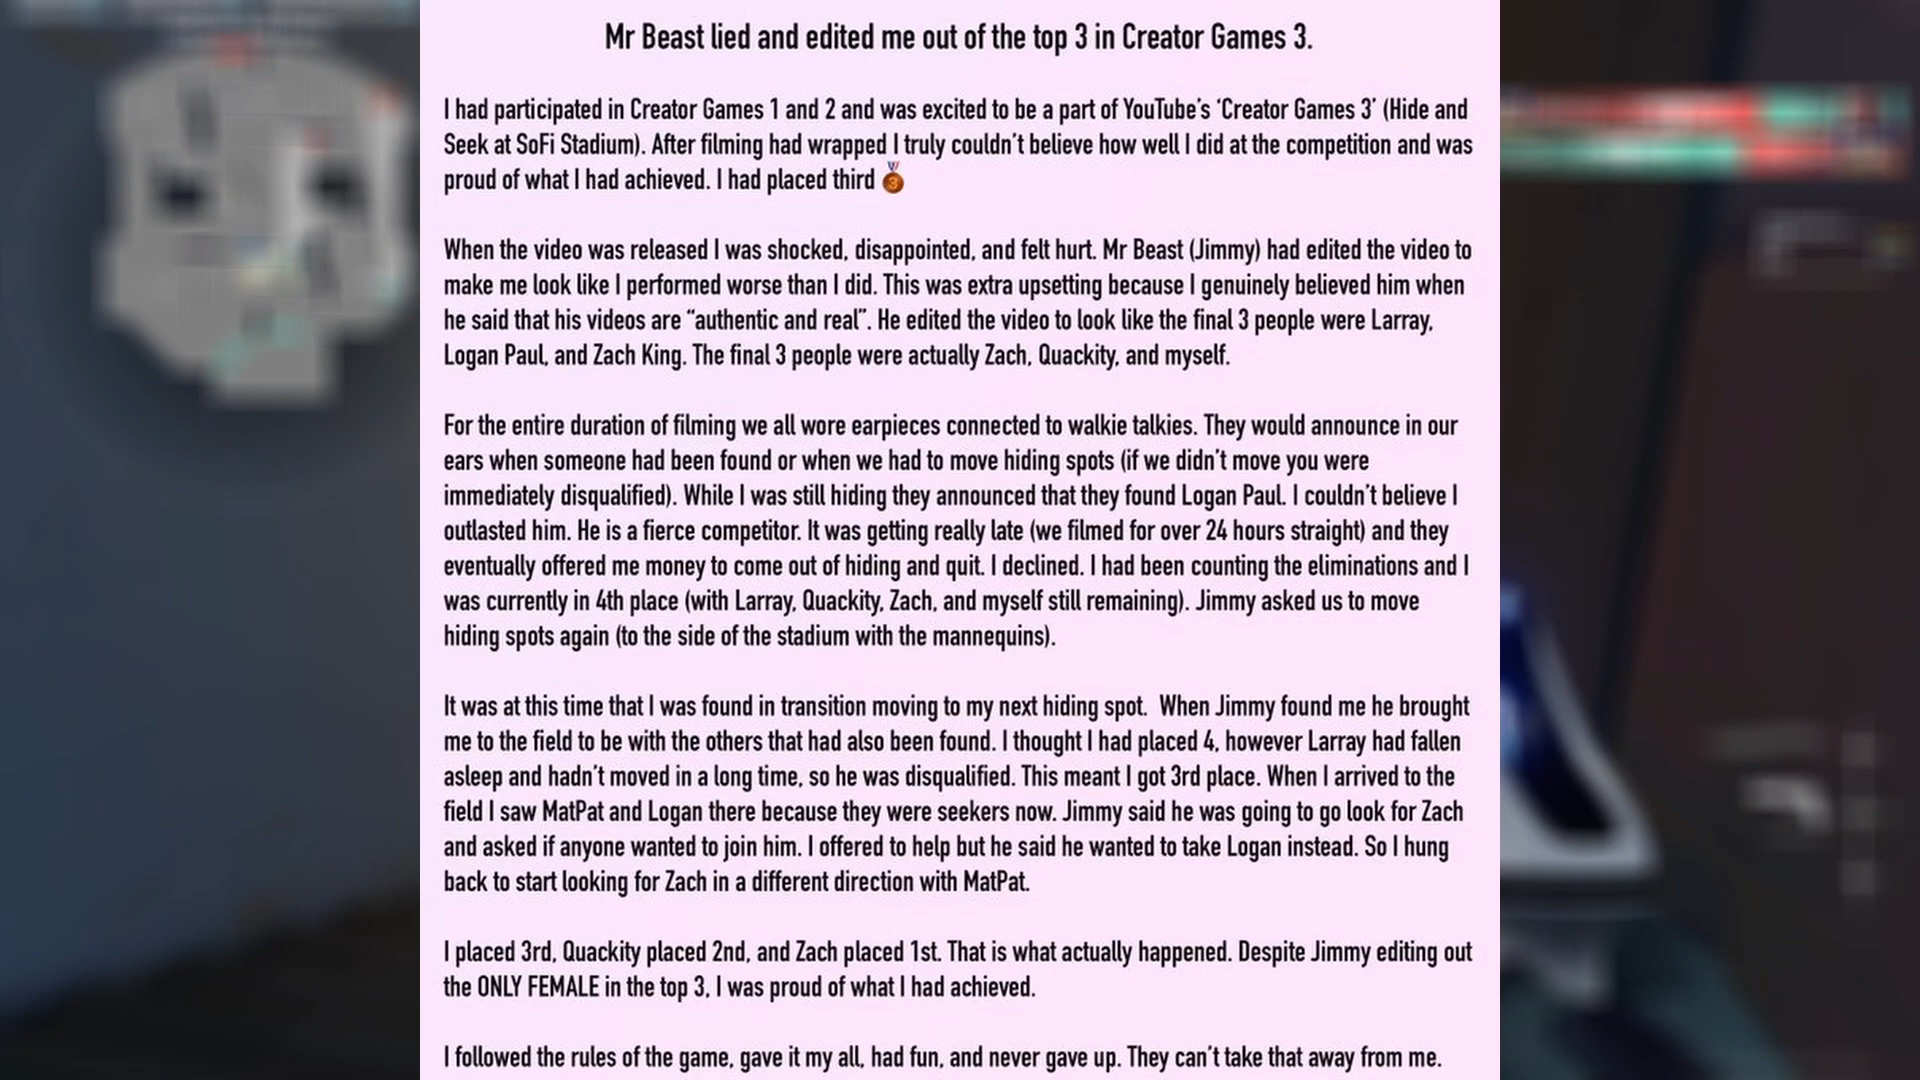 Mr Beast lied and edited me out of the top 3 in Creator Games 3.
I had participated in Creator Games 1 and 2 and was excited to be a part of YouTube's 'Creator Games 3' (Hide and
Seek at SoFi Stadium). After filming had wrapped I truly couldn't believe how well I did at the competition and was
proud of what I had achieved. I had placed third 🥉
When the video was released I was shocked, disappointed, and felt hurt. Mr Beast (Jimmy) had edited the video to
make me look like I performed worse than I did. This was extra upsetting because I genuinely believed him when
he said that his videos are “authentic and real”. He edited the video to look like the final 3 people were Larray,
Logan Paul, and Zach King. The final 3 people were actually Zach, Quackity, and myself.
For the entire duration of filming we all wore earpieces connected to walkie talkies. They would announce in our
ears when someone had been found or when we had to move hiding spots (if we didn't move you were
immediately disqualified). While I was still hiding they announced that they found Logan Paul. I couldn't believe I
outlasted him. He is a fierce competitor. It was getting really late (we filmed for over 24 hours straight) and they
eventually offered me money to come out of hiding and quit. I declined. I had been counting the eliminations and I
was currently in 4th place (with Larray, Quackity, Zach, and myself still remaining). Jimmy asked us to move
hiding spots again (to the side of the stadium with the mannequins).
It was at this time that I was found in transition moving to my next hiding spot. When Jimmy found me he brought
me to the field to be with the others that had also been found. I thought I had placed 4, however Larray had fallen
asleep and hadn't moved in a long time, so he was disqualified. This meant I got 3rd place. When I arrived to the
field I saw MatPat and Logan there because they were seekers now. Jimmy said he was going to go look for Zach
and asked if anyone wanted to join him. I offered to help but he said he wanted to take Logan instead. So I hung
back to start looking for Zach in a different direction with MatPat.
I placed 3rd, Quackity placed 2nd, and Zach placed 1st. That is what actually happened. Despite Jimmy editing out
the ONLY FEMALE in the top 3, I was proud of what I had achieved.
I followed the rules of the game, gave it my all, had fun, and never gave up. They can't take that away from me.